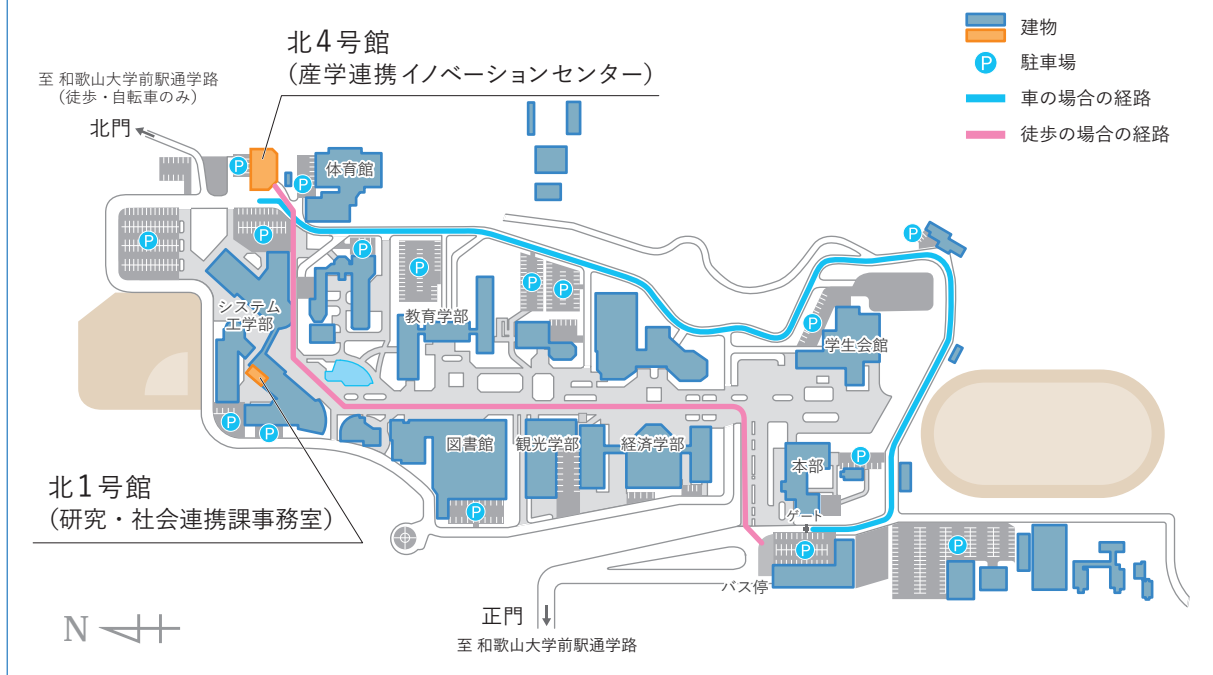 建物
P
駐車場
車の場合の経路
徒歩の場合の経路
北4号館
（産学連携イノベーションセンター）
至 和歌山大学前駅通学路
（徒歩・自転車のみ）
北門
P
P
体育館
P
P
P
P
P
P
P
システム
工学部
教育学部
P
学生会館
P
P
図書館
観光学部
経済学部
本部
P
P
北1号館
（研究・社会連携課事務室）
ゲート
P
P
バス停
正門
至 和歌山大学前駅通学路
N